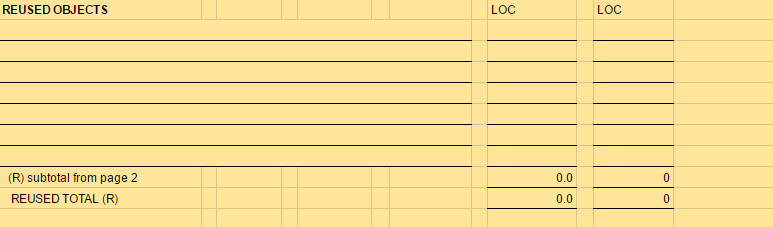 REUSED OBJECTS LOC LOC
(R) subtotal from page 2 0.0 0
REUSED TOTAL (R) 0.0 0